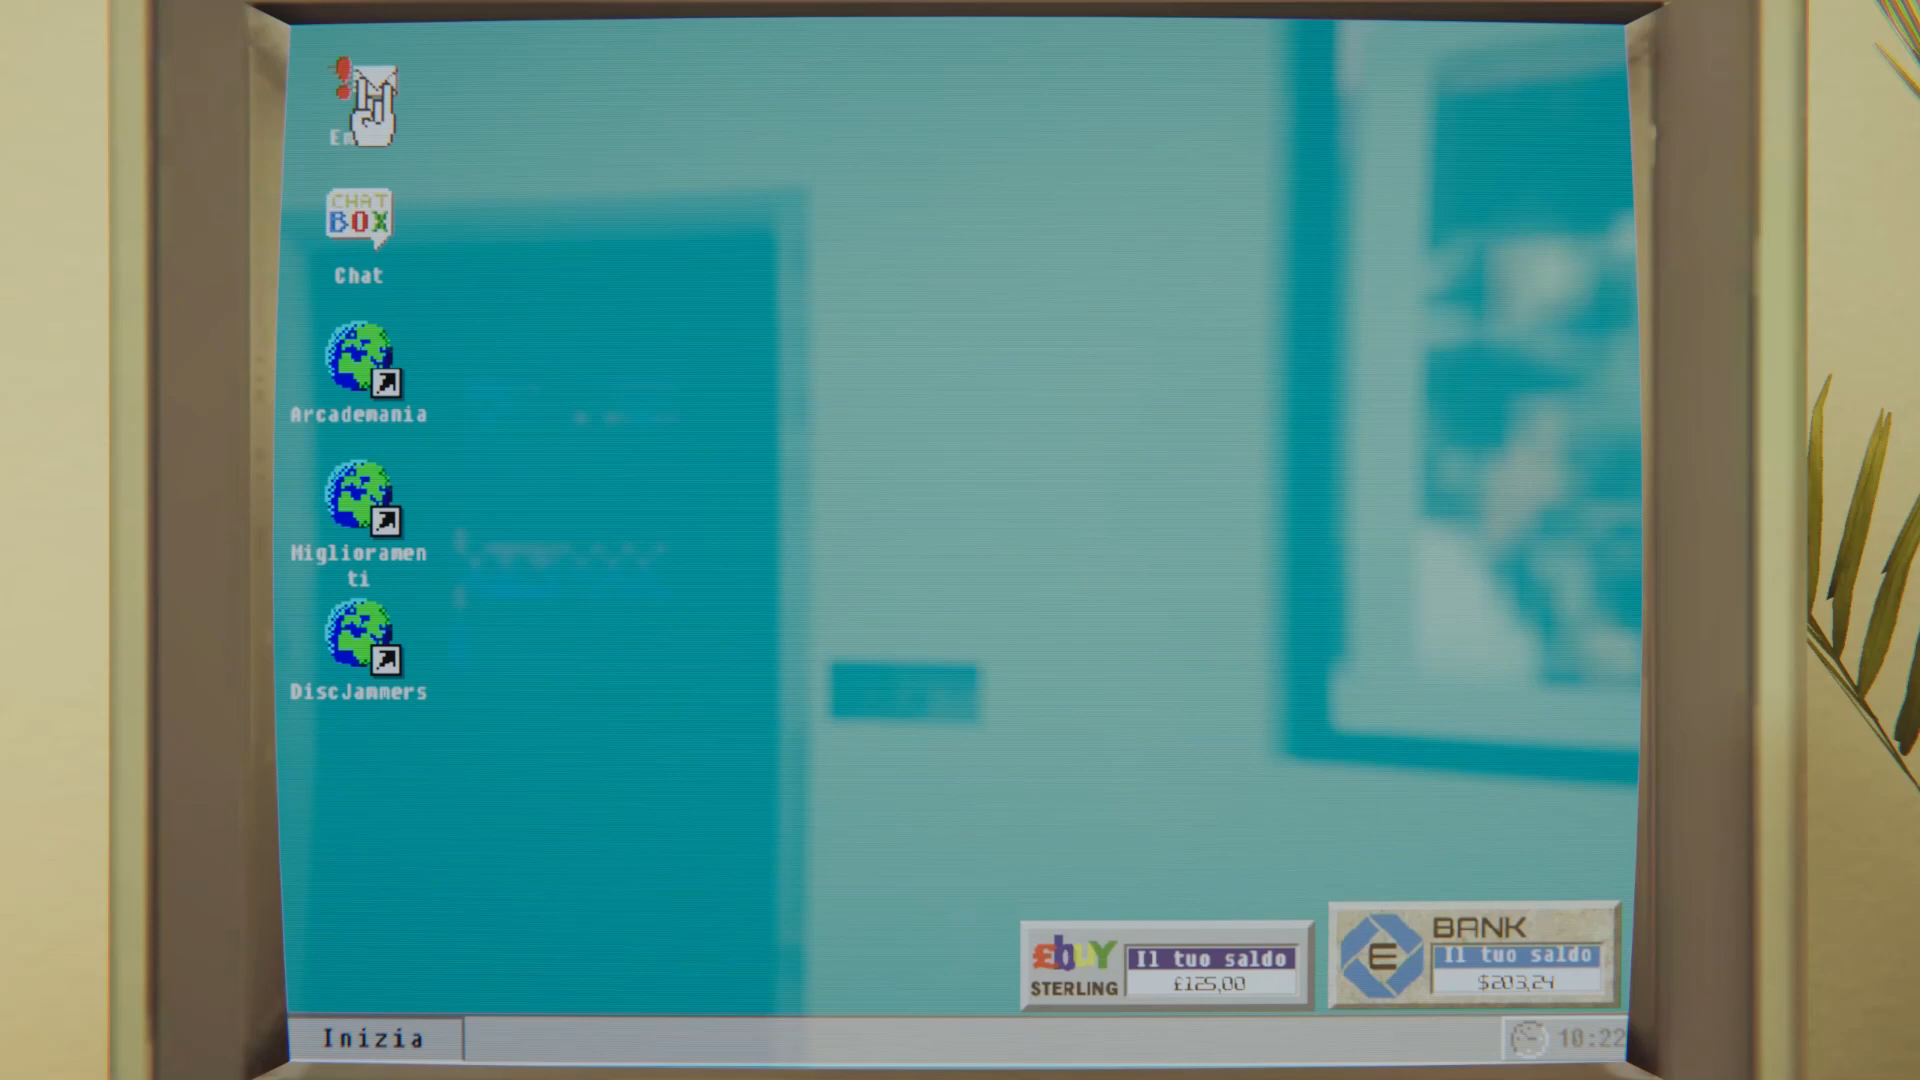 CHAT
BOX
Chat
Arcademania
Miglioramen
ti
DiscJammers
ebuy
STERLING
Il tuo saldo
£125,00
E
BANK
Il tuo saldo
$203,24
Inizia
10:22